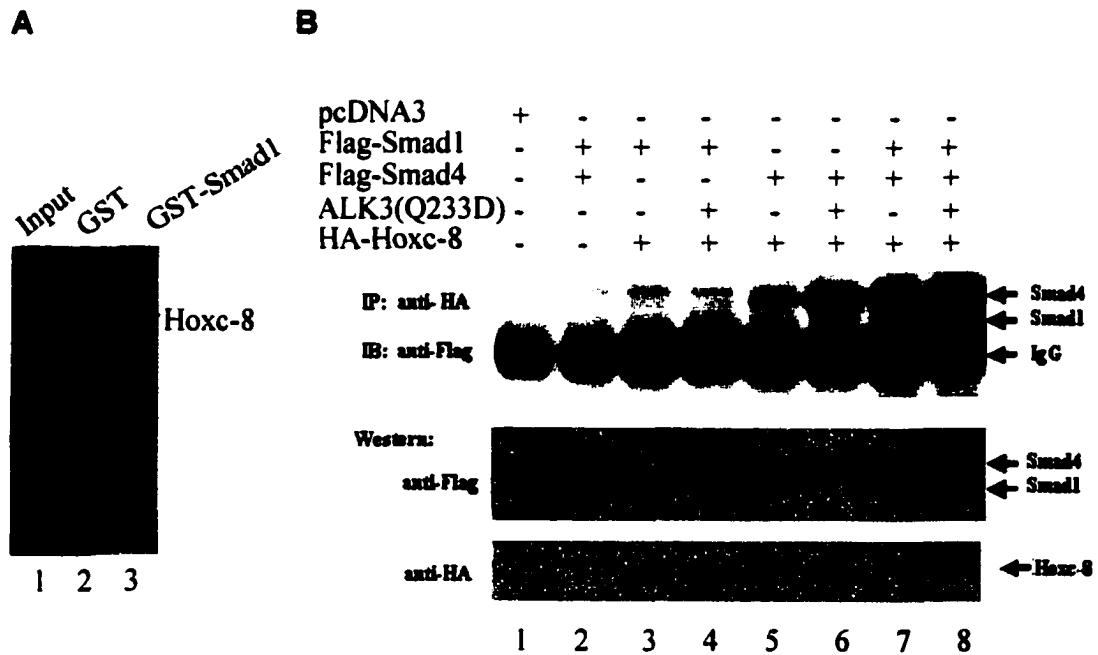 A
Input GST GST-Smad1
Hoxc-8
1 2 3
B
pcDNA3 + - - - - - - -
Flag-Smad1 - + + + - - + +
Flag-Smad4 - + - - + + + +
ALK3(Q233D) - - - + - + - +
HA-Hoxc-8 - - + + + + + +
IP: anti-HA
IB: anti-Flag
Smad4
Smad1
IgG
Western:
anti-Flag
Smad4
Smad1
anti-HA
Hoxc-8
1 2 3 4 5 6 7 8